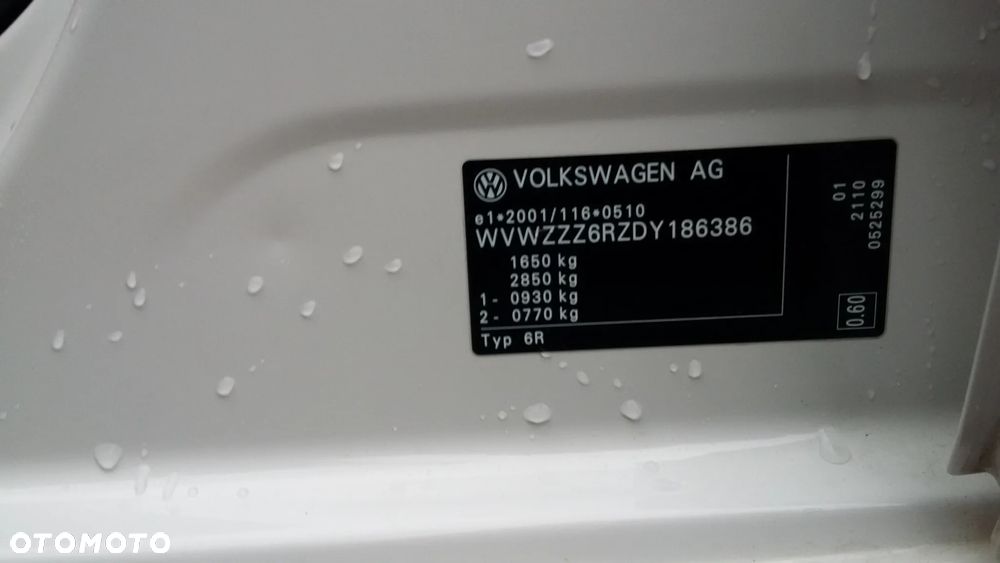 VOLKSWAGEN AG
e1*2001/116*0510
WVWZZZ6RZDY186386
1650 kg
2850 kg
1- 0930 kg
2- 0770 kg
Typ 6R
01
2110
0525299
0.60
OTOMOTO